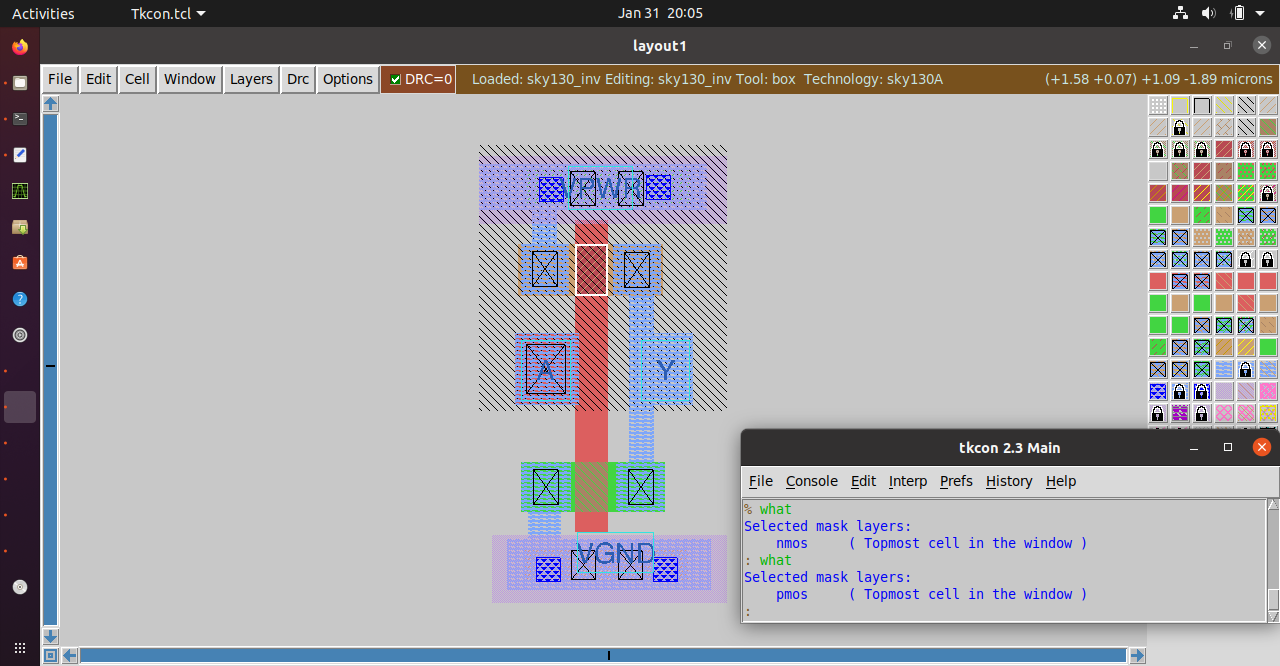 Activities Tkcon.tcl Jan 31 20:05
layout1
File Edit Cell Window Layers Drc Options DRC=0 Loaded: sky130_inv Editing: sky130_inv Tool: box Technology: sky130A (+1.58 +0.07) +1.09 -1.89 microns
VPWR
A Y
VGND
tkcon 2.3 Main
File Console Edit Interp Prefs History Help
% what
Selected mask layers:
nmos ( Topmost cell in the window )
: what
Selected mask layers:
pmos ( Topmost cell in the window )
: